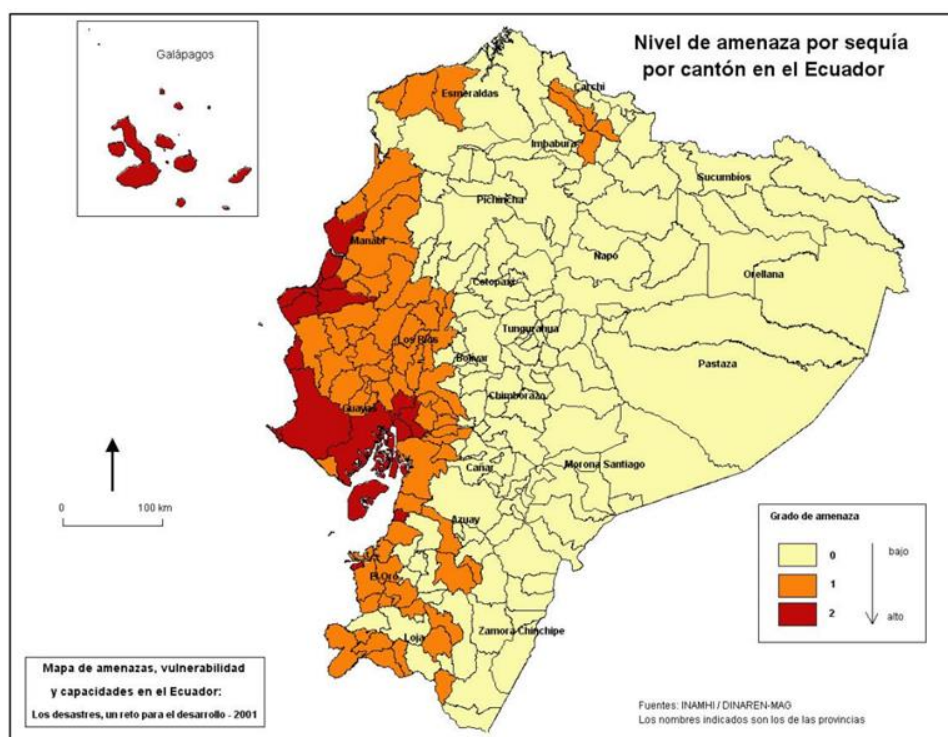 Galápagos
Nivel de amenaza por sequía
por cantón en el Ecuador
Esmeraldas
Carchi
Imbabura
Sucumbios
Pichincha
Manabí
Napo
Orellana
Cotopaxi
Los Ríos
Tungurahua
Bolívar
Pastaza
Chimborazo
Guayas
Cañar
Morona Santiago
Azuay
El Oro
Loja
Zamora Chinchipe
0 100 km
Grado de amenaza
0 bajo
1
2 alto
Mapa de amenazas, vulnerabilidad
y capacidades en el Ecuador:
Los desastres, un reto para el desarrollo - 2001
Fuentes: INAMHI / DINAREN-MAG
Los nombres indicados son los de las provincias